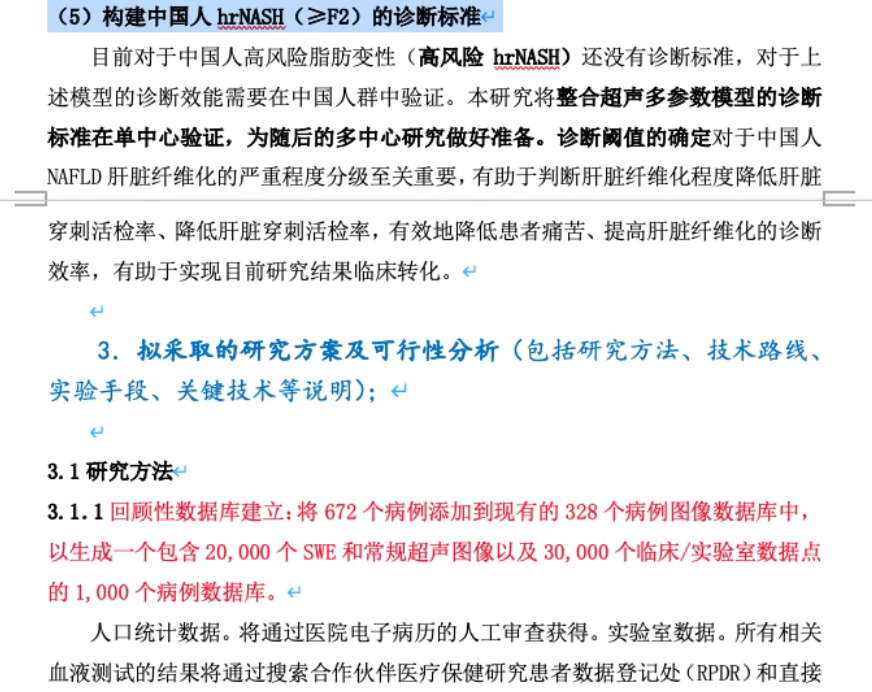 （5）构建中国人 hrNASH（≥F2）的诊断标准
目前对于中国人高风险脂肪变性（高风险 hrNASH）还没有诊断标准，对于上
述模型的诊断效能需要在中国人群中验证。本研究将整合超声多参数模型的诊断
标准在单中心验证，为随后的多中心研究做好准备。诊断阈值的确定对于中国人
NAFLD 肝脏纤维化的严重程度分级至关重要，有助于判断肝脏纤维化程度降低肝脏
穿刺活检率、降低肝脏穿刺活检率，有效地降低患者痛苦、提高肝脏纤维化的诊断
效率，有助于实现目前研究结果临床转化。
3. 拟采取的研究方案及可行性分析（包括研究方法、技术路线、
实验手段、关键技术等说明）；
3.1 研究方法
3.1.1 回顾性数据库建立：将 672 个病例添加到现有的 328 个病例图像数据库中，
以生成一个包含 20,000 个 SWE 和常规超声图像以及 30,000 个临床/实验室数据点
的 1,000 个病例数据库。
人口统计数据。将通过医院电子病历的人工审查获得。实验室数据。所有相关
血液测试的结果将通过搜索合作伙伴医疗保健研究患者数据登记处（RPDR）和直接